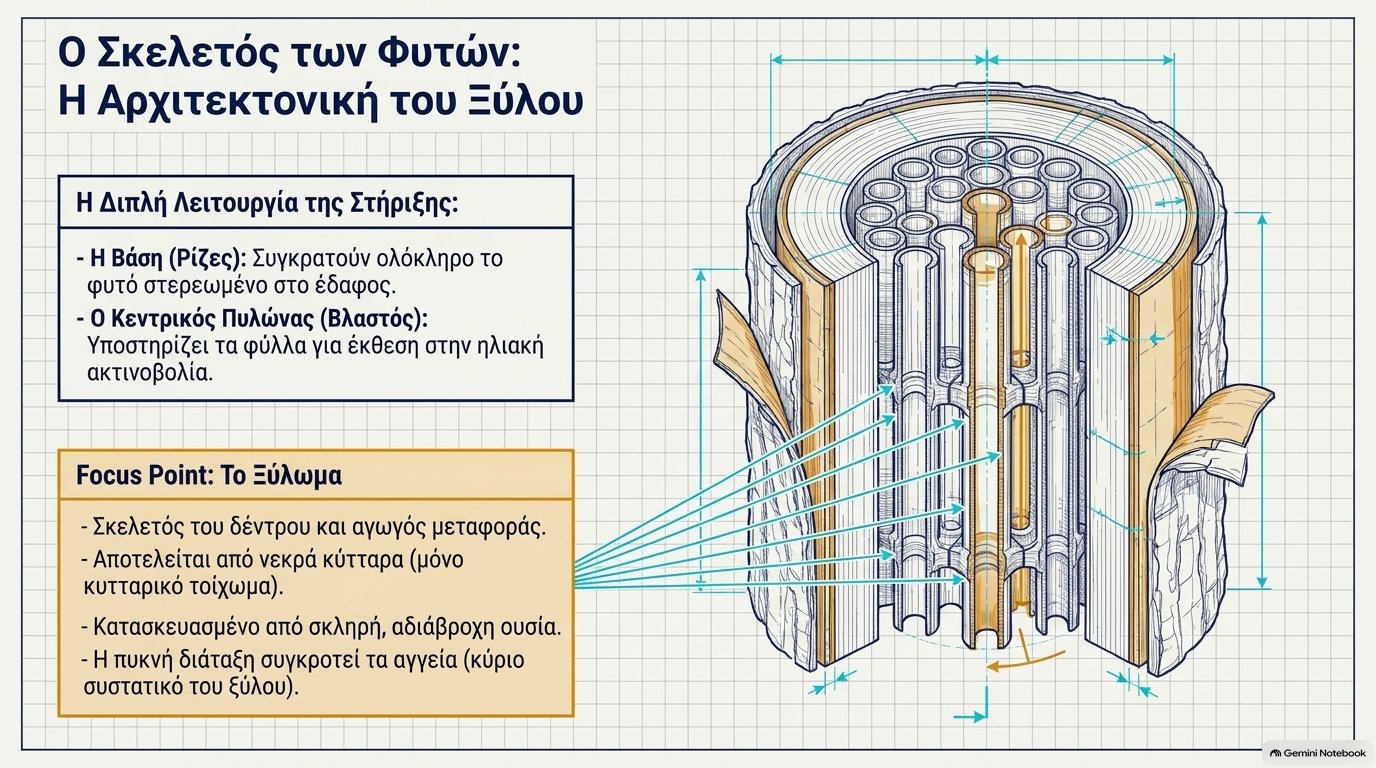 Ο Σκελετός των Φυτών:
Η Αρχιτεκτονική του Ξύλου
Η Διπλή Λειτουργία της Στήριξης:
- Η Βάση (Ρίζες): Συγκρατούν ολόκληρο το
φυτό στερεωμένο στο έδαφος.
- Ο Κεντρικός Πυλώνας (Βλαστός):
Υποστηρίζει τα φύλλα για έκθεση στην ηλιακή
ακτινοβολία.
Focus Point: Το Ξύλωμα
- Σκελετός του δέντρου και αγωγός μεταφοράς.
- Αποτελείται από νεκρά κύτταρα (μόνο
κυτταρικό τοίχωμα).
- Κατασκευασμένο από σκληρή, αδιάβροχη ουσία.
- Η πυκνή διάταξη συγκροτεί τα αγγεία (κύριο
συστατικό του ξύλου).
Gemini Notebook